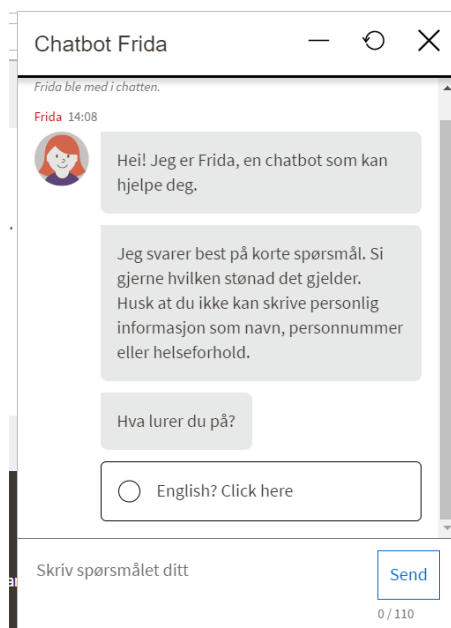 Chatbot Frida
Frida ble med i chatten.
Frida 14:08
Hei! Jeg er Frida, en chatbot som kan
hjelpe deg.
Jeg svarer best på korte spørsmål. Si
gjerne hvilken stønad det gjelder.
Husk at du ikke kan skrive personlig
informasjon som navn, personnummer
eller helseforhold.
Hva lurer du på?
English? Click here
Skriv spørsmålet ditt
Send
0 / 110